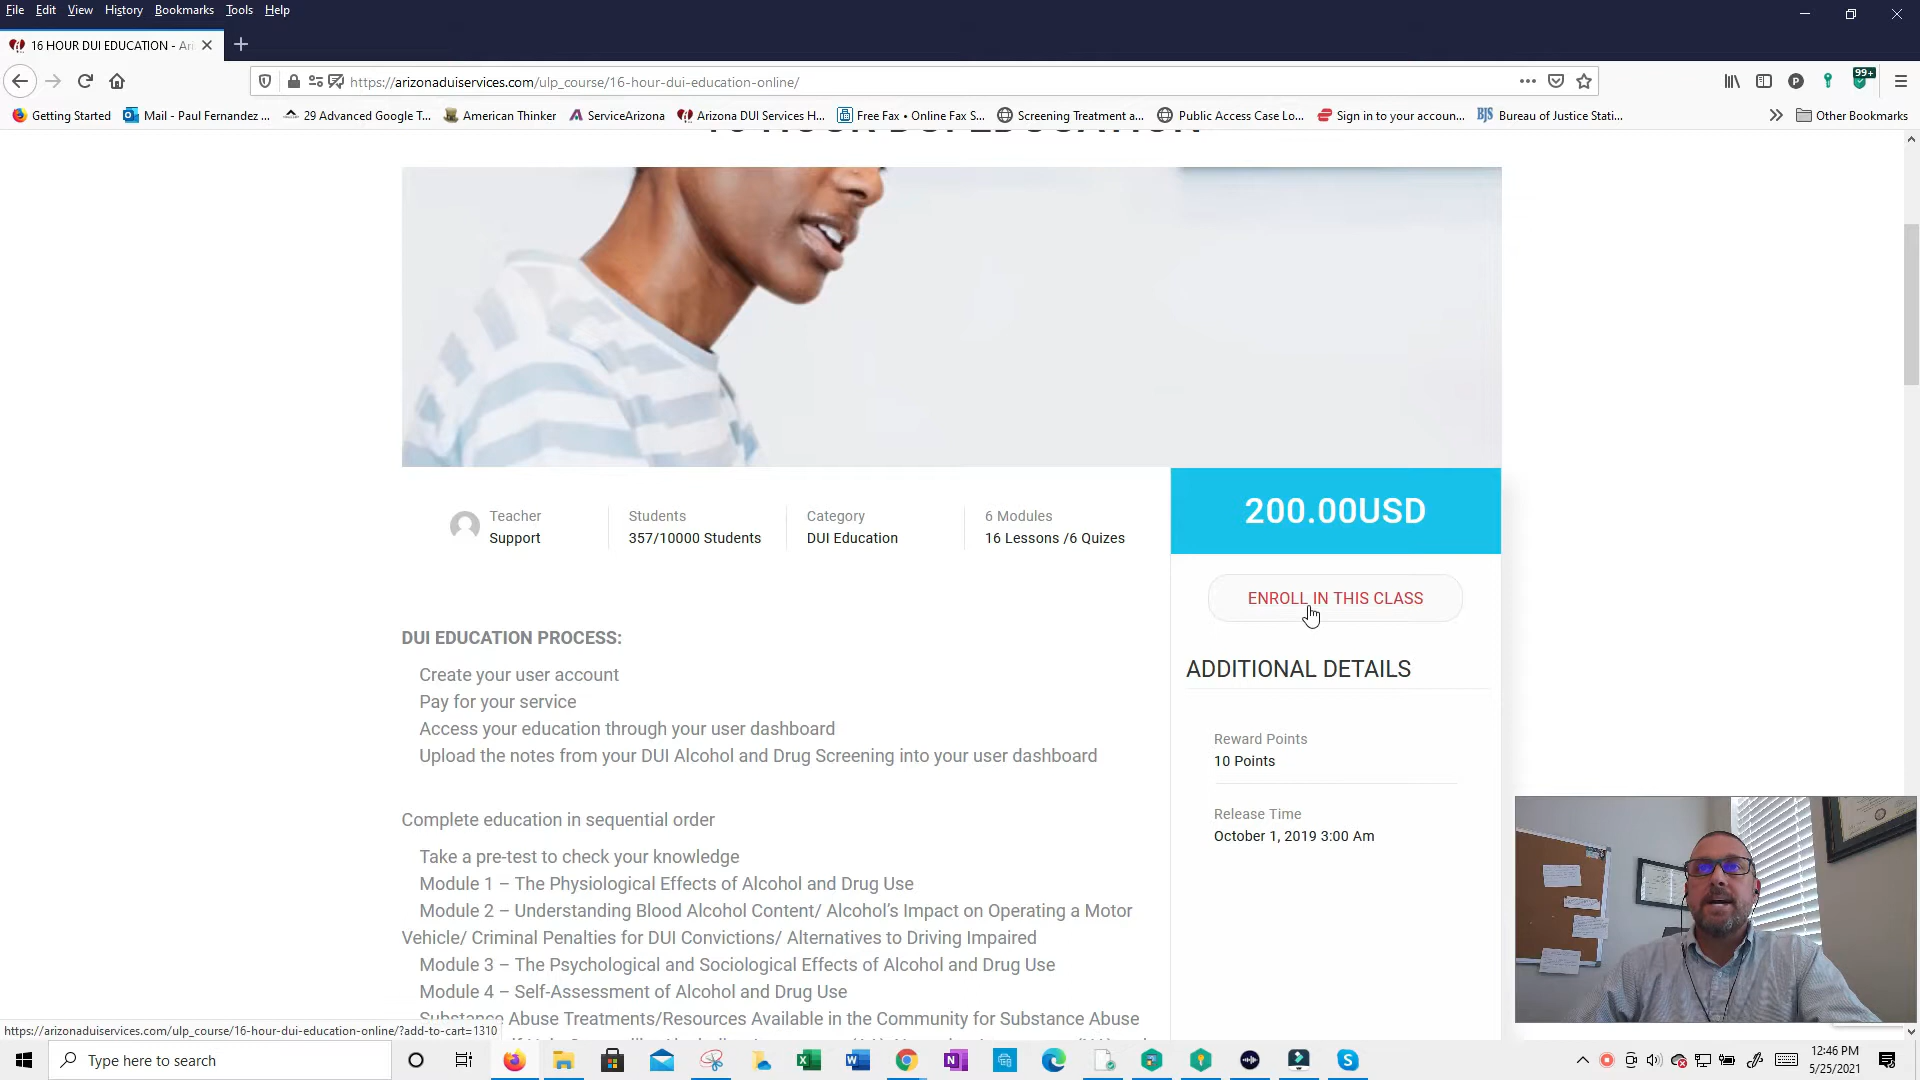 File Edit View History Bookmarks Tools Help
16 HOUR DUI EDUCATION - Ari
https://arizonaduiservices.com/ulp_course/16-hour-dui-education-online/
99+
Getting Started Mail - Paul Fernandez ... 29 Advanced Google T... American Thinker ServiceArizona Arizona DUI Services H... Free Fax • Online Fax S... Screening Treatment a... Public Access Case Lo... Sign in to your accoun... BJS Bureau of Justice Stati... Other Bookmarks
16 HOUR DUI EDUCATION
200.00USD
Teacher Students Category 6 Modules
Support 357/10000 Students DUI Education 16 Lessons /6 Quizes
ENROLL IN THIS CLASS
DUI EDUCATION PROCESS:
Create your user account
Pay for your service
Access your education through your user dashboard
Upload the notes from your DUI Alcohol and Drug Screening into your user dashboard
ADDITIONAL DETAILS
Reward Points
10 Points
Release Time
October 1, 2019 3:00 Am
Complete education in sequential order
Take a pre-test to check your knowledge
Module 1 – The Physiological Effects of Alcohol and Drug Use
Module 2 – Understanding Blood Alcohol Content/ Alcohol's Impact on Operating a Motor
Vehicle/ Criminal Penalties for DUI Convictions/ Alternatives to Driving Impaired
Module 3 – The Psychological and Sociological Effects of Alcohol and Drug Use
Module 4 – Self-Assessment of Alcohol and Drug Use
Substance Abuse Treatments/Resources Available in the Community for Substance Abuse
https://arizonaduiservices.com/ulp_course/16-hour-dui-education-online/?add-to-cart=1310
Type here to search
12:46 PM
5/25/2021